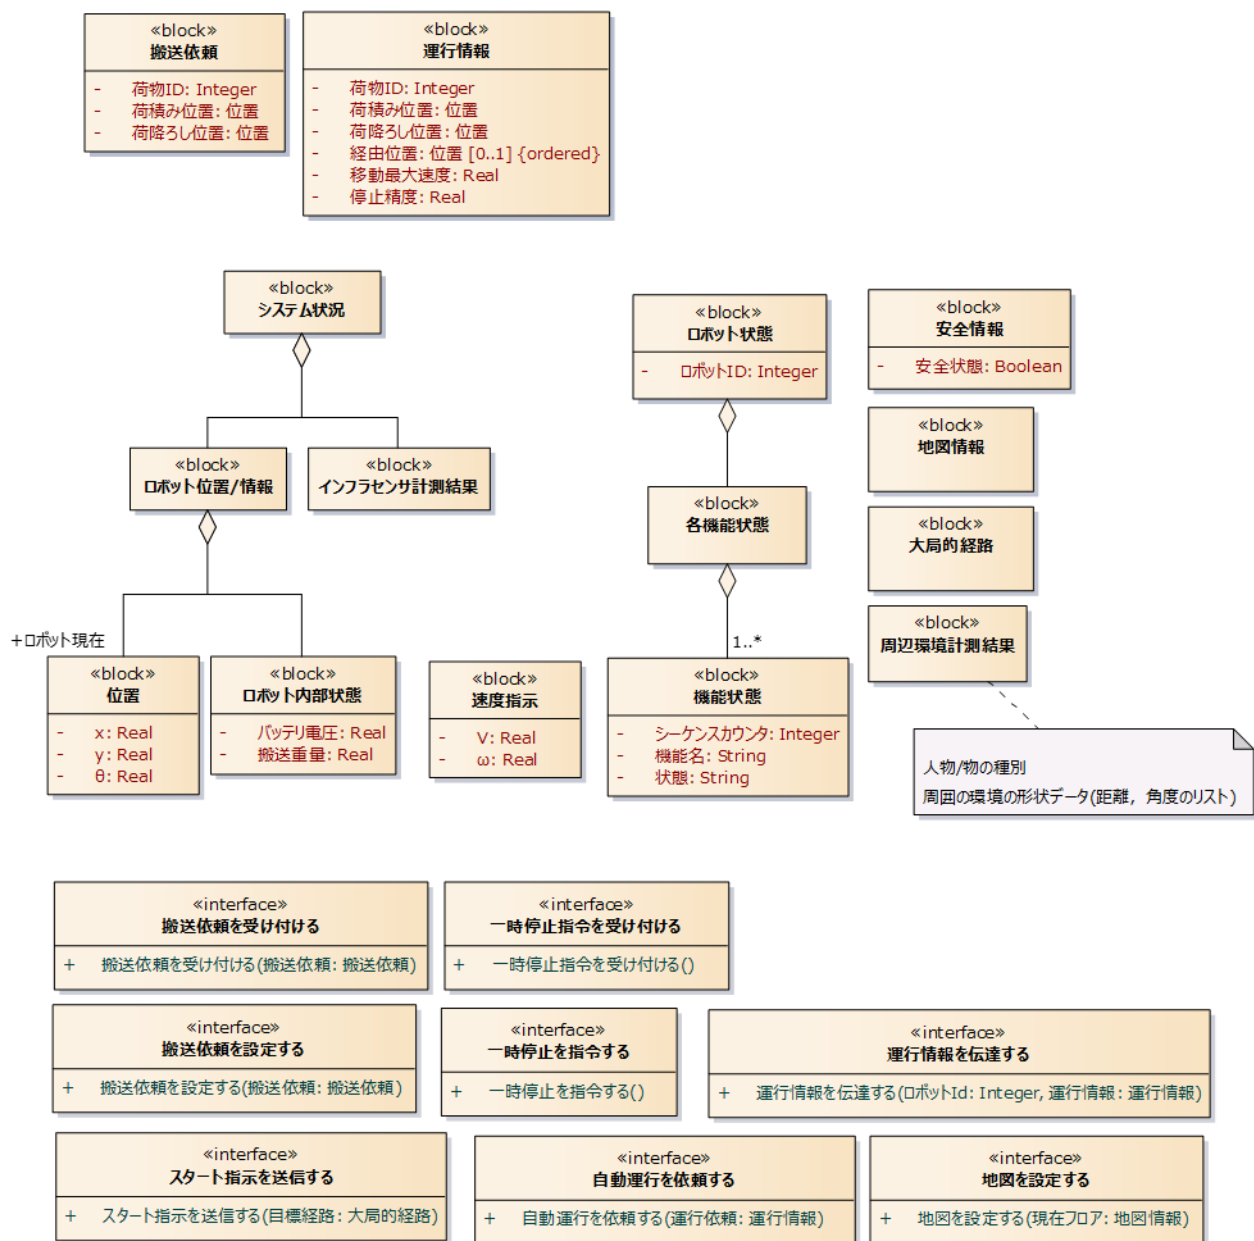 «block»
搬送依頼
- 荷物ID: Integer
- 荷積み位置: 位置
- 荷降ろし位置: 位置
«block»
運行情報
- 荷物ID: Integer
- 荷積み位置: 位置
- 荷降ろし位置: 位置
- 経由位置: 位置 [0..1] {ordered}
- 移動最大速度: Real
- 停止精度: Real
«block»
システム状況
«block»
ロボット状態
- ロボットID: Integer
«block»
安全情報
- 安全状態: Boolean
«block»
地図情報
«block»
ロボット位置/情報
«block»
インフラセンサ計測結果
«block»
各機能状態
«block»
大局的経路
«block»
周辺環境計測結果
+ロボット現在
1..*
«block»
位置
- x: Real
- y: Real
- θ: Real
«block»
ロボット内部状態
- バッテリ電圧: Real
- 搬送重量: Real
«block»
速度指示
- V: Real
- ω: Real
«block»
機能状態
- シーケンスカウンタ: Integer
- 機能名: String
- 状態: String
人物/物の種別
周囲の環境の形状データ(距離，角度のリスト)
«interface»
搬送依頼を受け付ける
+ 搬送依頼を受け付ける(搬送依頼: 搬送依頼)
«interface»
一時停止指令を受け付ける
+ 一時停止指令を受け付ける()
«interface»
搬送依頼を設定する
+ 搬送依頼を設定する(搬送依頼: 搬送依頼)
«interface»
一時停止を指令する
+ 一時停止を指令する()
«interface»
運行情報を伝達する
+ 運行情報を伝達する(ロボットId: Integer, 運行情報: 運行情報)
«interface»
スタート指示を送信する
+ スタート指示を送信する(目標経路: 大局的経路)
«interface»
自動運行を依頼する
+ 自動運行を依頼する(運行依頼: 運行情報)
«interface»
地図を設定する
+ 地図を設定する(現在フロア: 地図情報)